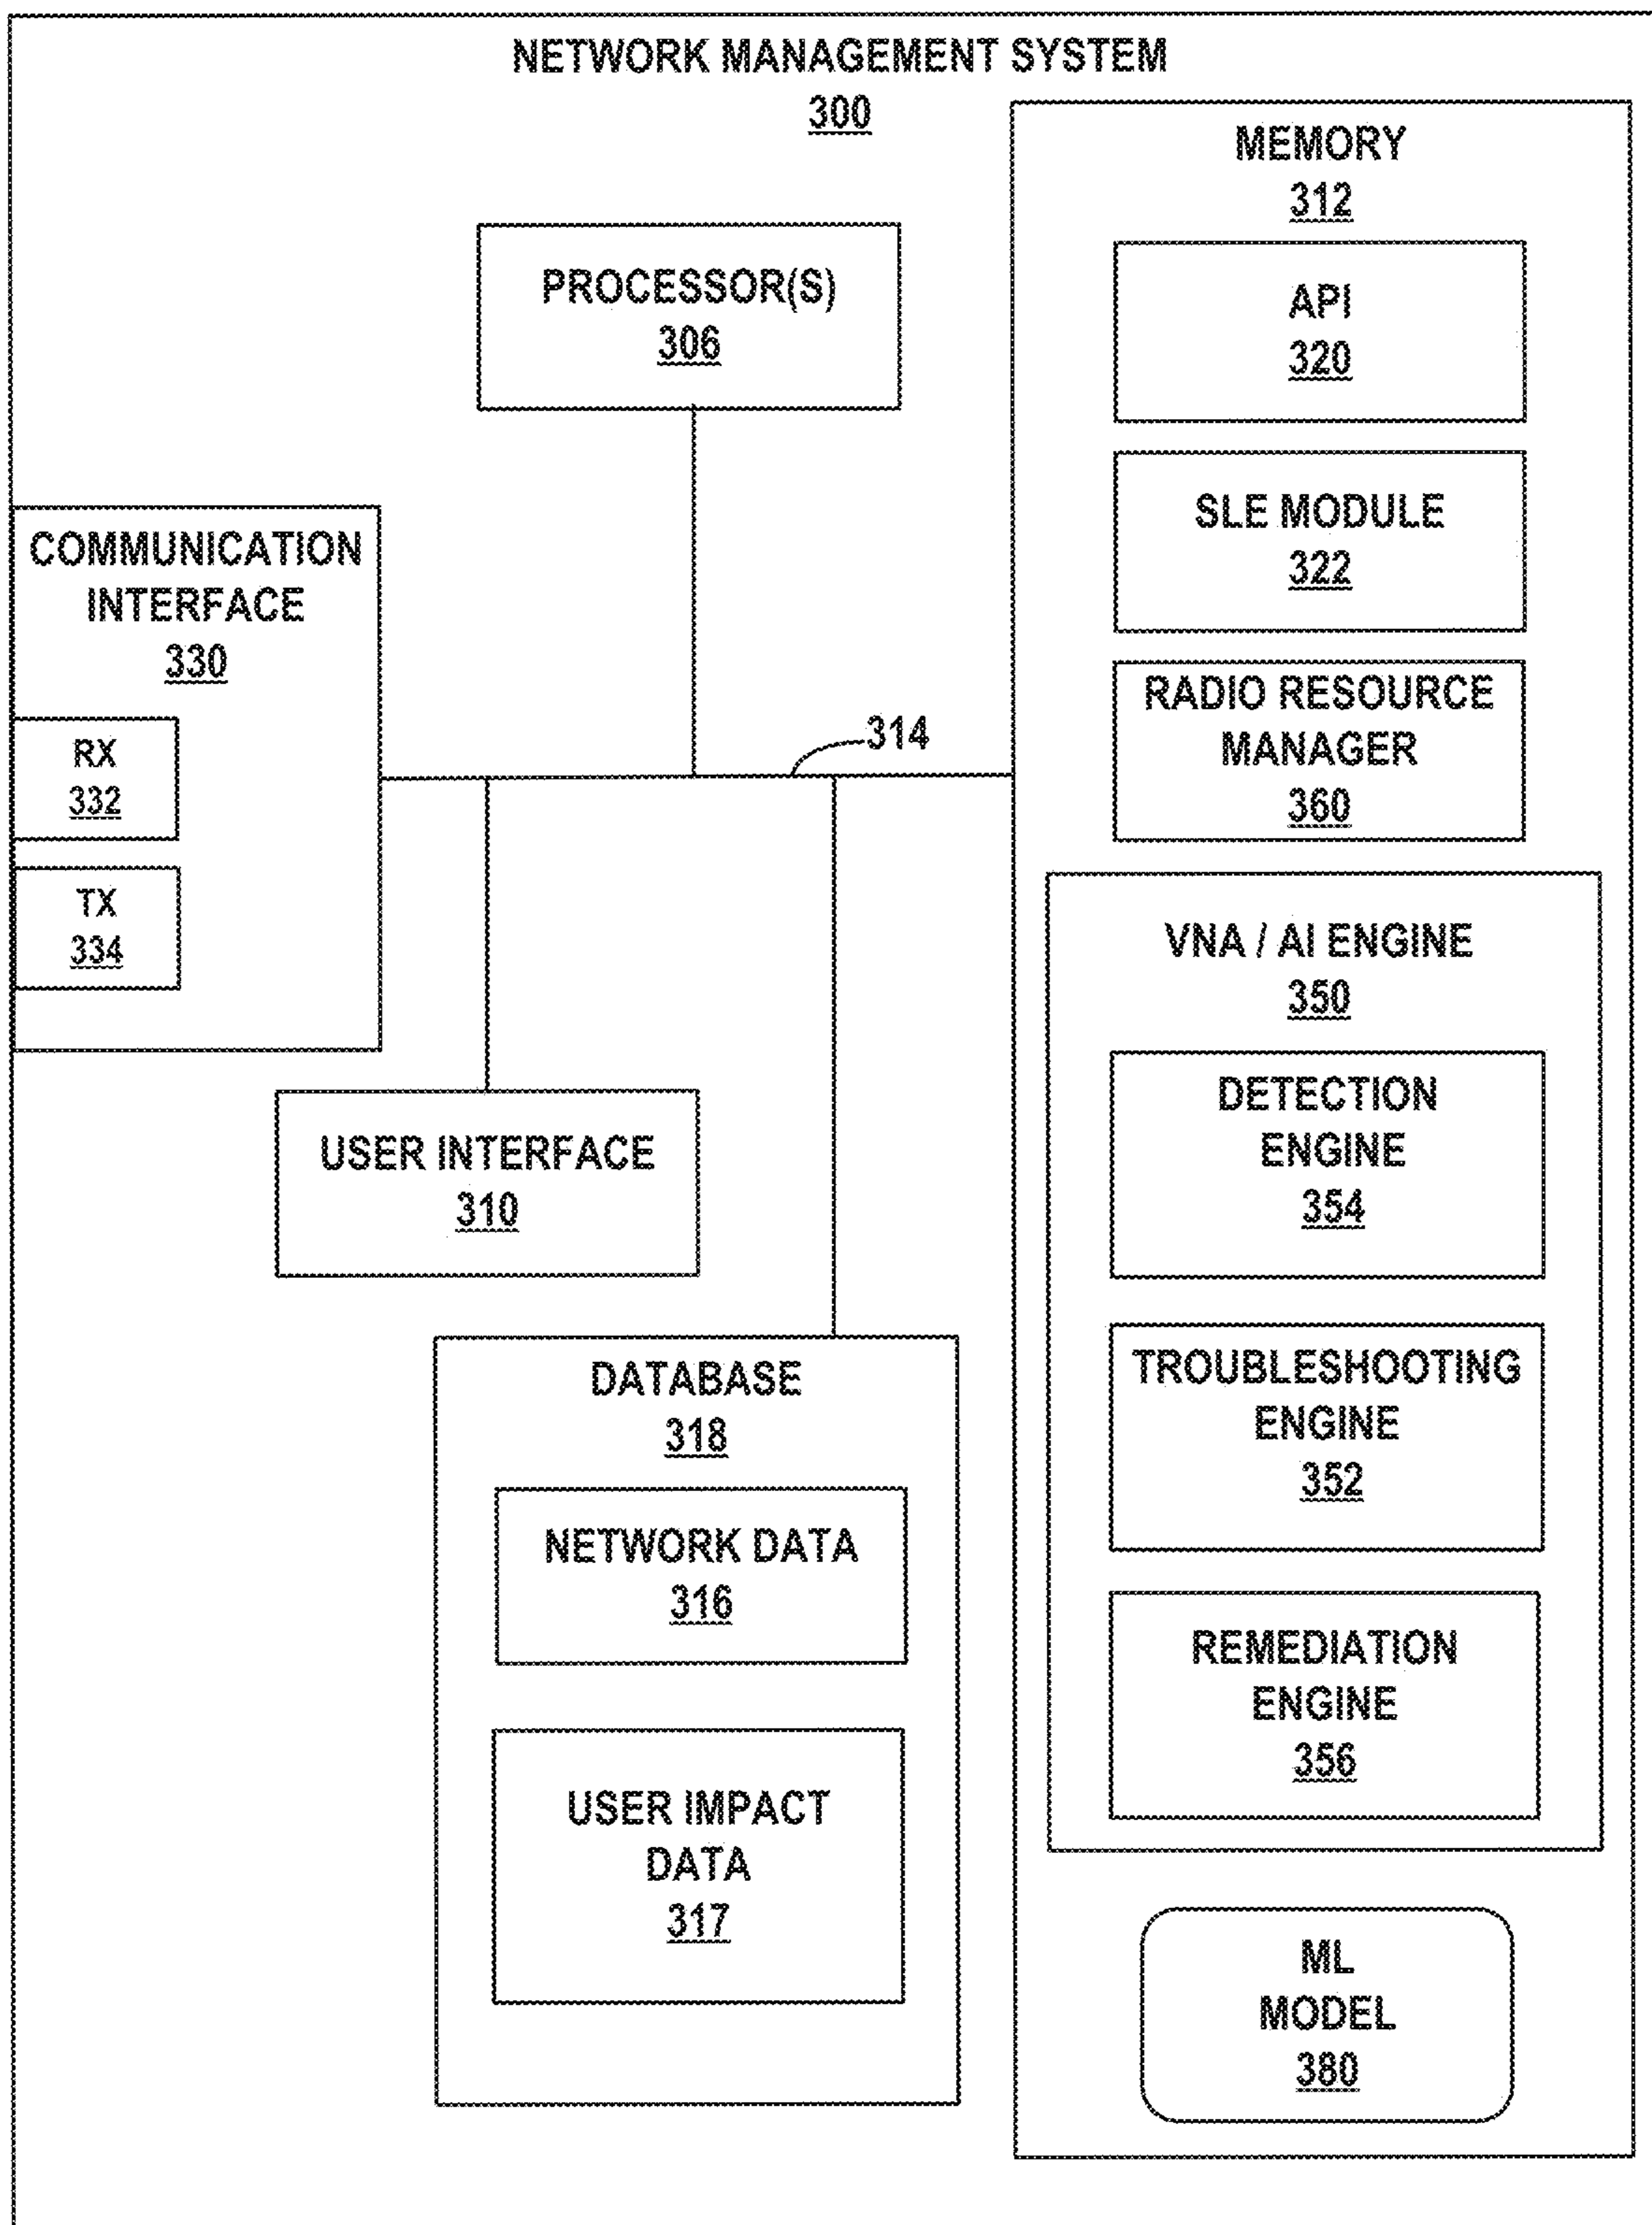 NETWORK MANAGEMENT SYSTEM
300
PROCESSOR(S)
306
COMMUNICATION
INTERFACE
330
RX
332
TX
334
314
USER INTERFACE
310
DATABASE
318
NETWORK DATA
316
USER IMPACT
DATA
317
MEMORY
312
API
320
SLE MODULE
322
RADIO RESOURCE
MANAGER
360
VNA / AI ENGINE
350
DETECTION
ENGINE
354
TROUBLESHOOTING
ENGINE
352
REMEDIATION
ENGINE
356
ML
MODEL
380